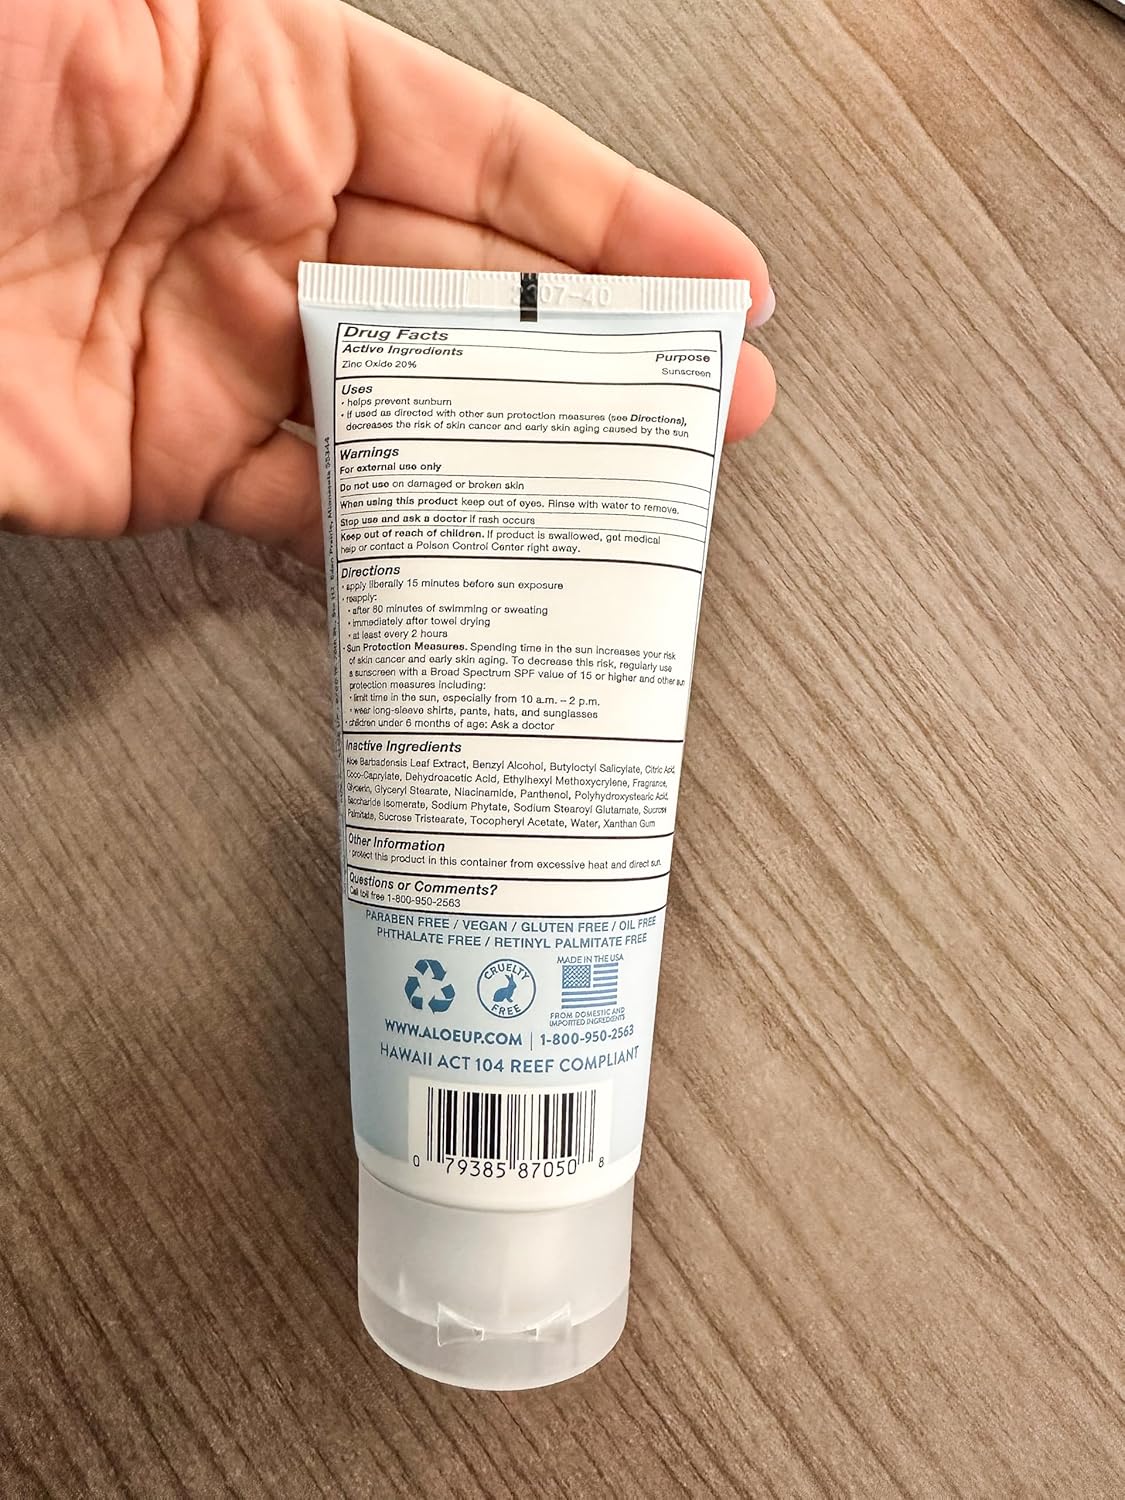 07-40
Drug Facts
Active Ingredients Purpose
Zinc Oxide 20% Sunscreen
Uses
• helps prevent sunburn
• If used as directed with other sun protection measures (see Directions),
decreases the risk of skin cancer and early skin aging caused by the sun
Warnings
For external use only
Do not use on damaged or broken skin
When using this product keep out of eyes. Rinse with water to remove.
Stop use and ask a doctor if rash occurs
Keep out of reach of children. If product is swallowed, get medical
help or contact a Poison Control Center right away.
Directions
• apply liberally 15 minutes before sun exposure
• reapply:
• after 80 minutes of swimming or sweating
• immediately after towel drying
• at least every 2 hours
• Sun Protection Measures. Spending time in the sun increases your risk
of skin cancer and early skin aging. To decrease this risk, regularly use
a sunscreen with a Broad Spectrum SPF value of 15 or higher and other sun
protection measures including:
• limit time in the sun, especially from 10 a.m. – 2 p.m.
• wear long-sleeve shirts, pants, hats, and sunglasses
• children under 6 months of age: Ask a doctor
Inactive Ingredients
Aloe Barbadensis Leaf Extract, Benzyl Alcohol, Butyloctyl Salicylate, Citric Acid,
Coco-Caprylate, Dehydroacetic Acid, Ethylhexyl Methoxycrylene, Fragrance,
Glycerin, Glyceryl Stearate, Niacinamide, Panthenol, Polyhydroxystearic Acid,
Saccharide Isomerate, Sodium Phytate, Sodium Stearoyl Glutamate, Sucrose
Palmitate, Sucrose Tristearate, Tocopheryl Acetate, Water, Xanthan Gum
Other Information
• protect this product in this container from excessive heat and direct sun.
Questions or Comments?
Call toll free 1-800-950-2563
PARABEN FREE / VEGAN / GLUTEN FREE / OIL FREE
PHTHALATE FREE / RETINYL PALMITATE FREE
CRUELTY
FREE
MADE IN THE USA
FROM DOMESTIC AND
IMPORTED INGREDIENTS
WWW.ALOEUP.COM | 1-800-950-2563
HAWAII ACT 104 REEF COMPLIANT
0 79385 87050 8
Eden Prairie, Minnesota 55344